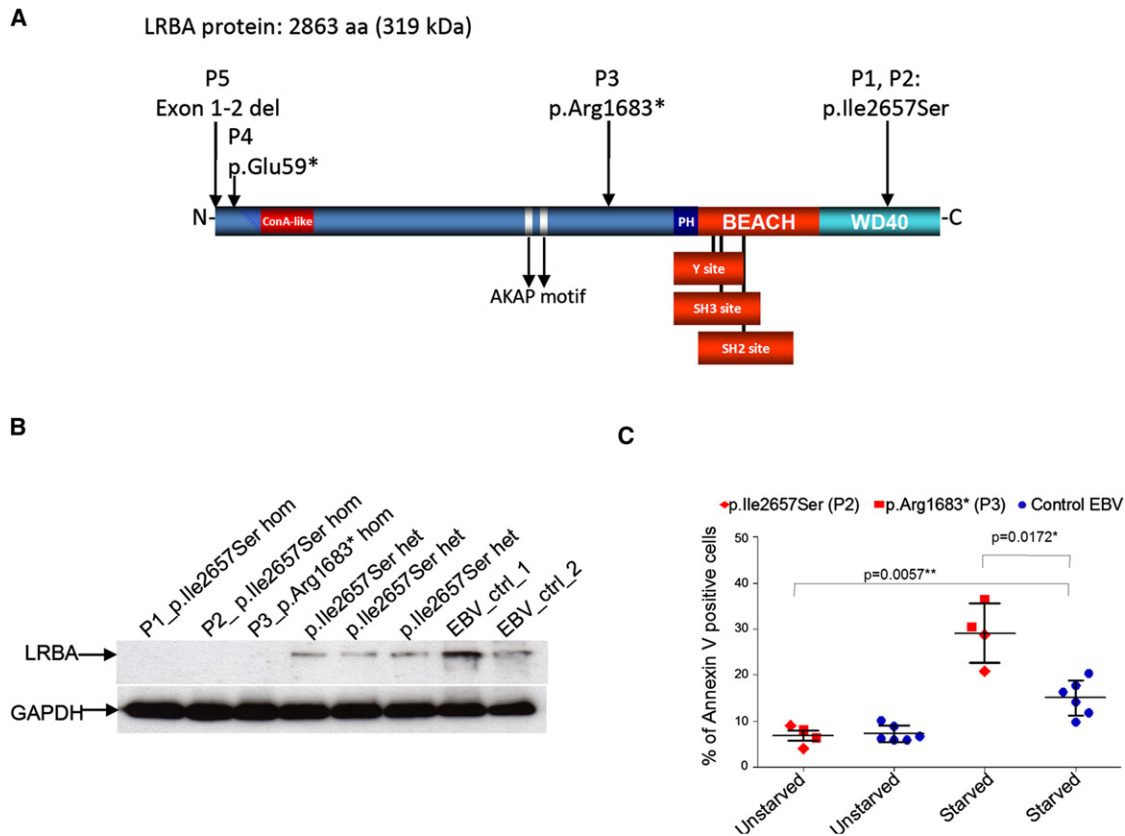 A
LRBA protein: 2863 aa (319 kDa)
P5
Exon 1-2 del
P4
p.Glu59*
P3
p.Arg1683*
P1, P2:
p.Ile2657Ser
N-
ConA-like
PH
BEACH
WD40
-C
AKAP motif
Y site
SH3 site
SH2 site
B
P1_p.Ile2657Ser hom
P2_ p.Ile2657Ser hom
P3_p.Arg1683* hom
p.Ile2657Ser het
p.Ile2657Ser het
p.Ile2657Ser het
EBV_ctrl_1
EBV_ctrl_2
LRBA
GAPDH
C
p.Ile2657Ser (P2) p.Arg1683* (P3) Control EBV
% of Annexin V positive cells
50
40
30
20
10
0
p=0.0172*
p=0.0057**
Unstarved
Unstarved
Starved
Starved